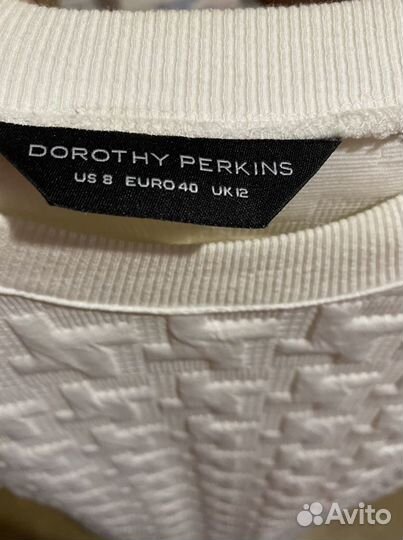 DOROTHY PERKINS
US 8 EURO 40 UK 12
Avito